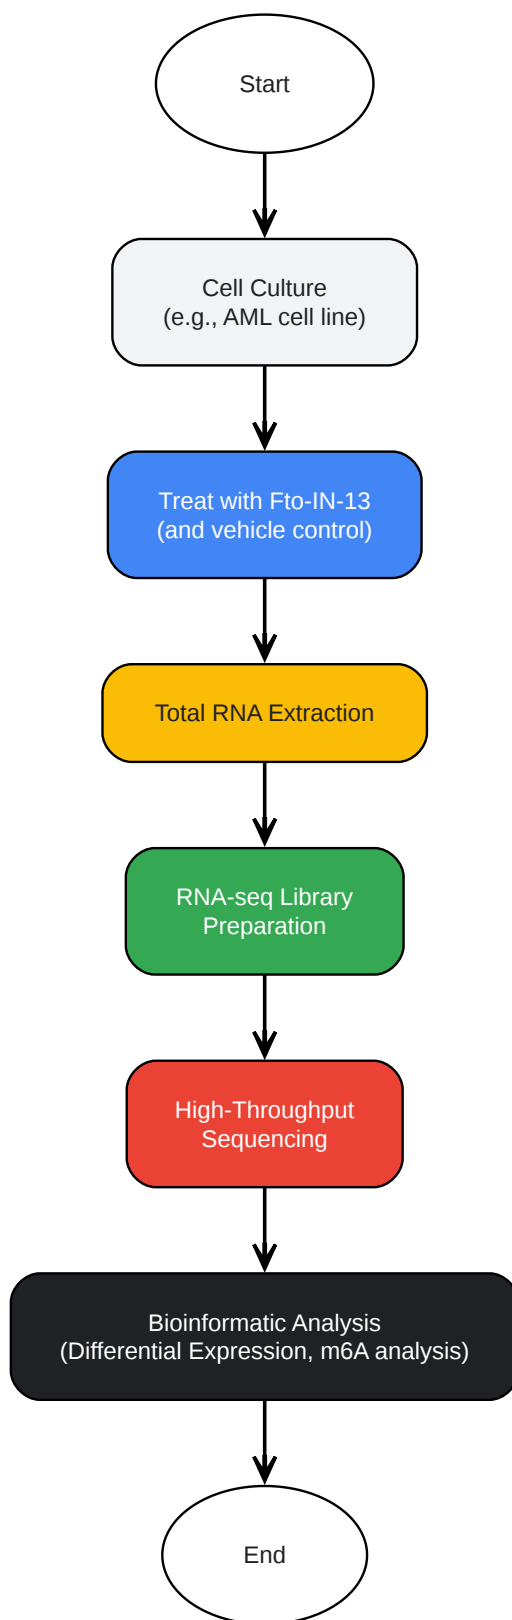 Start
Cell Culture
(e.g., AML cell line)
Treat with Fto-IN-13
(and vehicle control)
Total RNA Extraction
RNA-seq Library
Preparation
High-Throughput
Sequencing
Bioinformatic Analysis
(Differential Expression, m6A analysis)
End